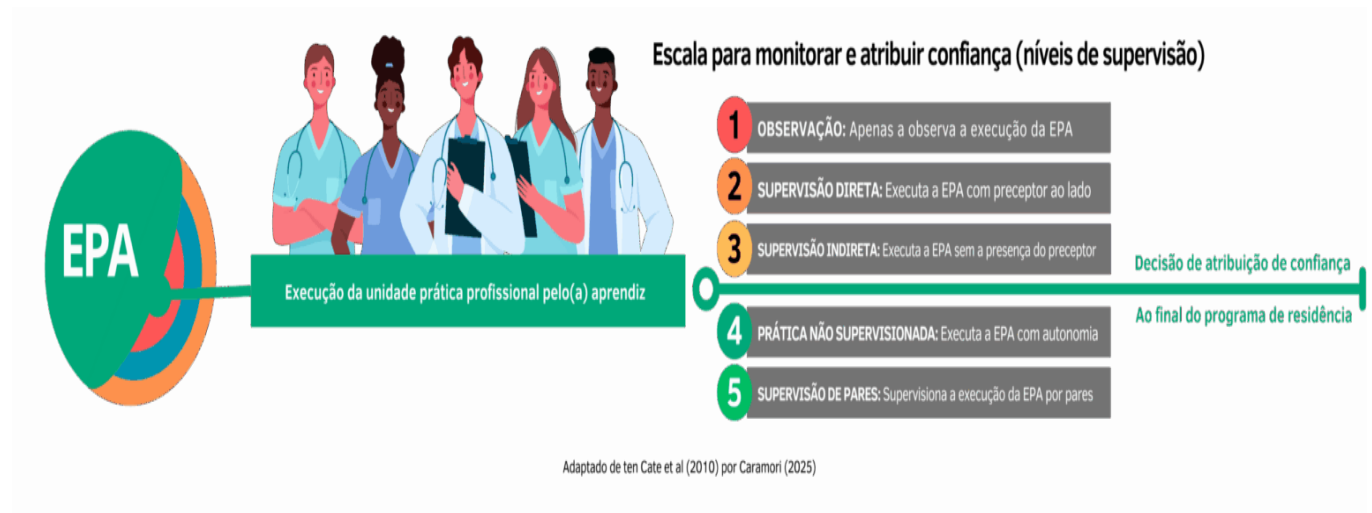 Escala para monitorar e atribuir confiança (níveis de supervisão)
EPA
Execução da unidade prática profissional pelo(a) aprendiz
1 OBSERVAÇÃO: Apenas a observa a execução da EPA
2 SUPERVISÃO DIRETA: Executa a EPA com preceptor ao lado
3 SUPERVISÃO INDIRETA: Executa a EPA sem a presença do preceptor
Decisão de atribuição de confiança
Ao final do programa de residência
4 PRÁTICA NÃO SUPERVISIONADA: Executa a EPA com autonomia
5 SUPERVISÃO DE PARES: Supervisiona a execução da EPA por pares
Adaptado de ten Cate et al (2010) por Caramori (2025)